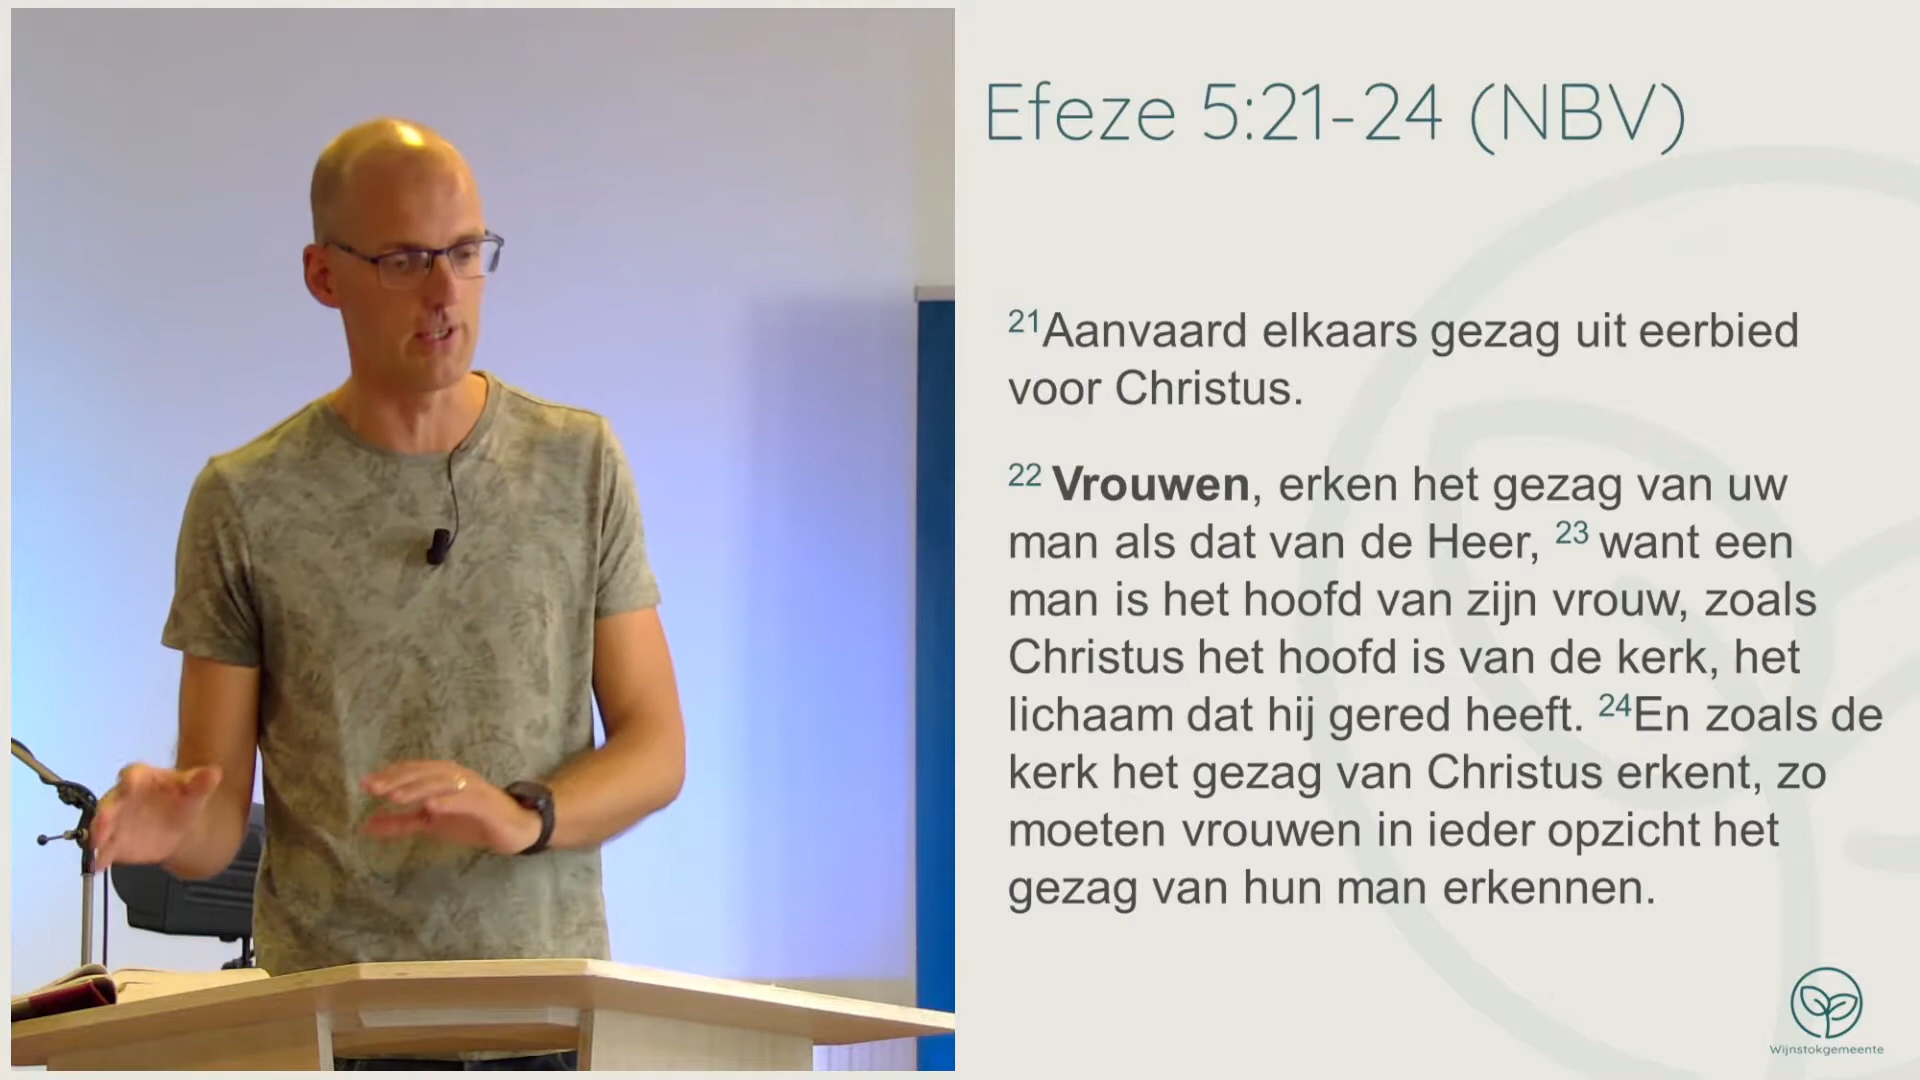 Efeze 5:21-24 (NBV)
21Aanvaard elkaars gezag uit eerbied
voor Christus.
22 Vrouwen, erken het gezag van uw
man als dat van de Heer, 23 want een
man is het hoofd van zijn vrouw, zoals
Christus het hoofd is van de kerk, het
lichaam dat hij gered heeft. 24En zoals de
kerk het gezag van Christus erkent, zo
moeten vrouwen in ieder opzicht het
gezag van hun man erkennen.
Wijnstokgemeente